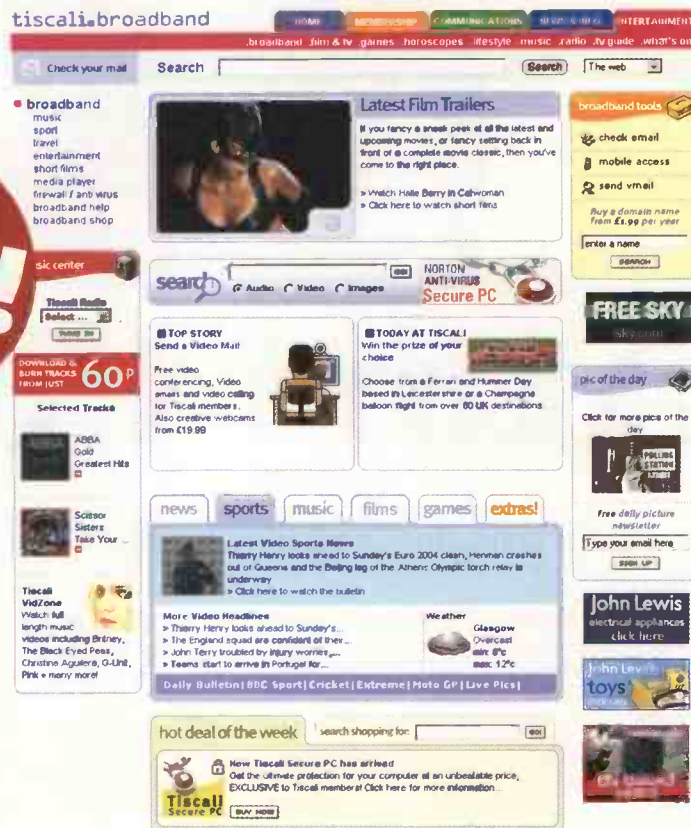 tiscali.broadband
HOME MEMBERSHIP COMMUNICATIONS NEWS & INFO ENTERTAINMENT
.broadband .film & tv .games .horoscopes .lifestyle .music .radio .tv guide .what's on
Check your mail
Search
Search
The web
broadband
music
sport
travel
entertainment
short films
media player
firewall / anti virus
broadband help
broadband shop
Latest Film Trailers
If you fancy a sneak peek at all the latest and
upcoming movies, or fancy setting back in
front of a complete movie classic, then you've
come to the right place.
» Watch Halle Berry in Catwoman
» Click here to watch short films
broadband tools
check email
mobile access
send vmail
Buy a domain name
from £1.99 per year
enter a name
SEARCH
sic center
Tiscali Radio
Select ...
TUNE IN
search
GO!
Audio Video Images
NORTON
ANTI-VIRUS
Secure PC
FREE SKY
sky.com
DOWNLOAD &
BURN TRACKS
FROM JUST
60P
Selected Tracks
ABBA
Gold
Greatest Hits
Scissor
Sisters
Take Your ...
Tiscali
VidZone
Watch full
length music
videos including Britney,
The Black Eyed Peas,
Christina Aguilera, G-Unit,
Pink + many more!
TOP STORY
Send a Video Mail
Free video
conferencing, Video
emails and video calling
for Tiscali members.
Also creative webcams
from £19.99
TODAY AT TISCALI
Win the prize of your
choice
Choose from a Ferrari and Hummer Day
based in Leicestershire or a Champagne
balloon flight from over 60 UK destinations
pic of the day
Click for more pics of the
day
POLLING
STATION
Free daily picture
newsletter
Type your email here
SIGN UP
news sports music films games extras!
Latest Video Sports News
Thierry Henry looks ahead to Sunday's Euro 2004 clash, Henman crashes
out of Queens and the Beijing leg of the Athens Olympic torch relay is
underway
» Click here to watch the bulletin
More Video Headlines
» Thierry Henry looks ahead to Sunday's...
» The England squad are confident of their...
» John Terry troubled by injury worries,...
» Teams start to arrive in Portugal for...
Weather
Glasgow
Overcast
min: 8°c
max: 12°c
Daily Bulletin| BBC Sport| Cricket| Extreme| Moto GP| Live Pics|
John Lewis
electrical appliances
click here
John Lewis
toys
hot deal of the week
search shopping for:
GO!
New Tiscali Secure PC has arrived
Get the ultimate protection for your computer at an unbeatable price,
EXCLUSIVE to Tiscali members! Click here for more information...
Tiscali
Secure PC
BUY NOW